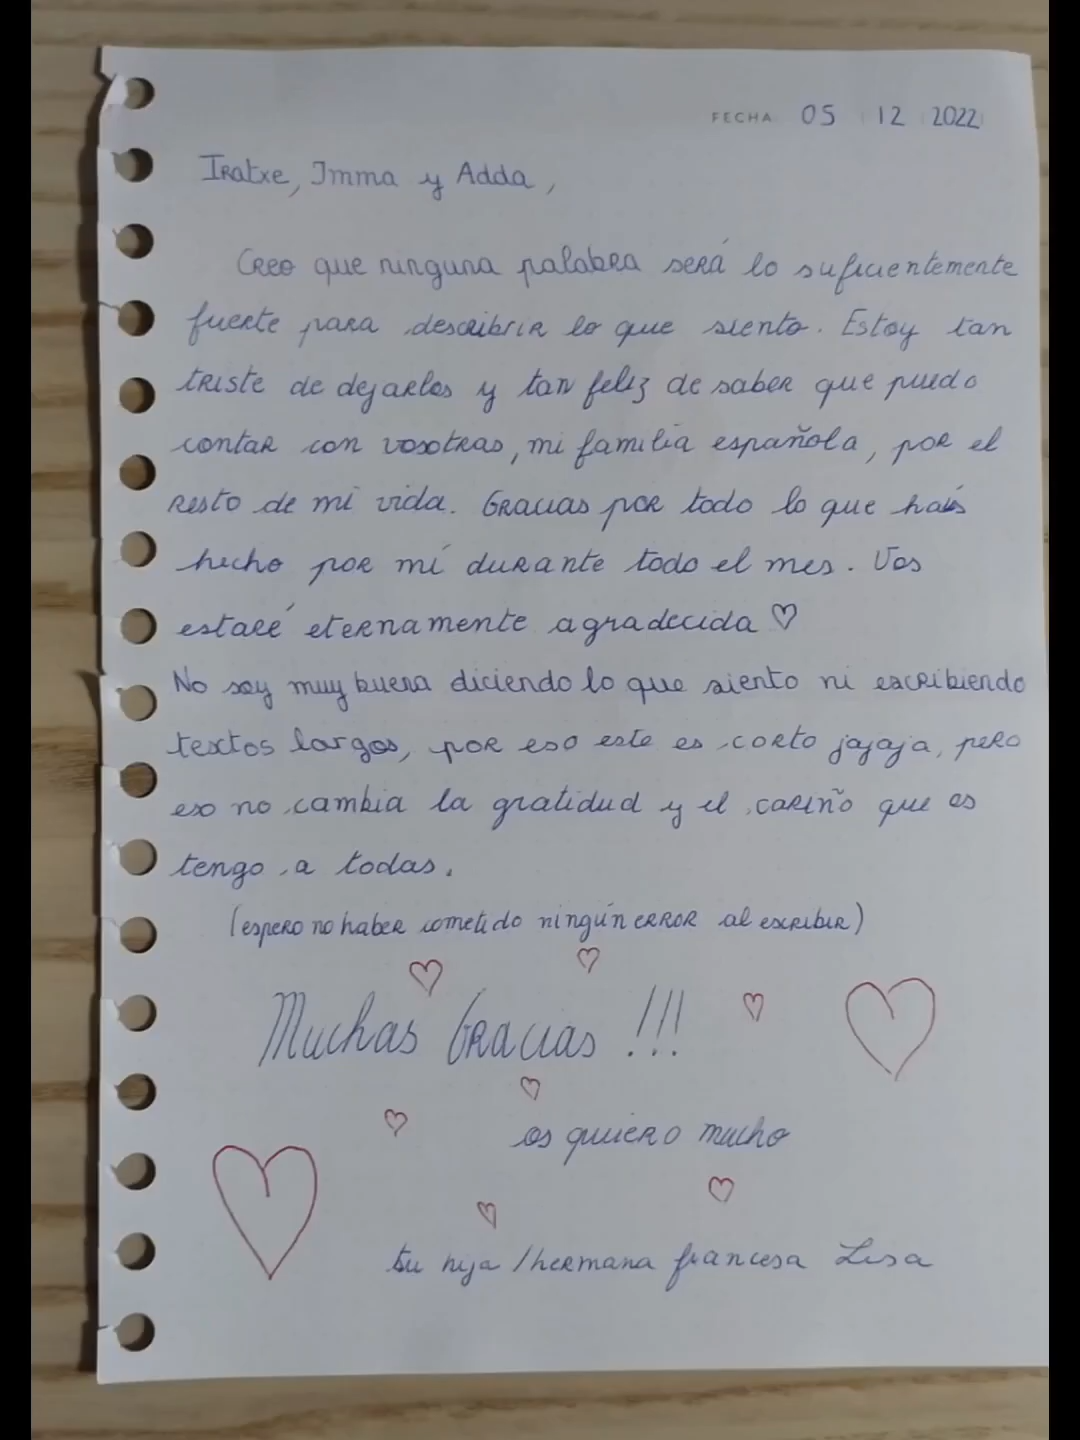 FECHA 05 12 2022
Iratxe, Imma y Adda,
Creo que ninguna palabra será lo suficientemente
fuerte para describrir lo que siento. Estoy tan
triste de dejarlos y tan feliz de saber que puedo
contar con vosotras, mi familia española, por el
resto de mi vida. Gracias por todo lo que habéis
hecho por mí durante todo el mes. Vos
estaré eternamente agradecida ♡
No soy muy buena diciendo lo que siento ni escribiendo
textos largos, por eso este es corto jajaja, pero
eso no cambia la gratidud y el cariño que os
tengo a todas.
(espero no haber cometido ningún error al escribir)
Muchas Gracias !!!
os quiero mucho
tu hija / hermana francesa Lisa